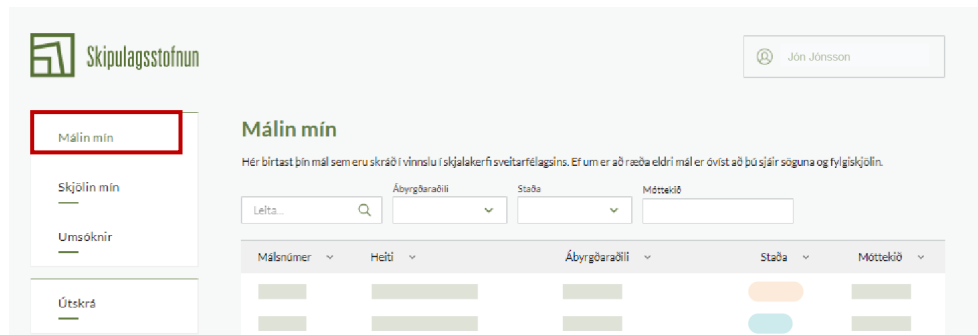 Skipulagsstofnun
Jón Jónsson
Málin mín
Skjölin mín
Umsóknir
Útskrá
Málin mín
Hér birtast þín mál sem eru skráð í vinnslu í skjalakerfi sveitarfélagsins. Ef um er að ræða eldri mál er óvíst að þú sjáir söguna og fylgiskjölin.
Ábyrgðaraðili Staða Móttekið
Leita...
Málsnúmer Heiti Ábyrgðaraðili Staða Móttekið